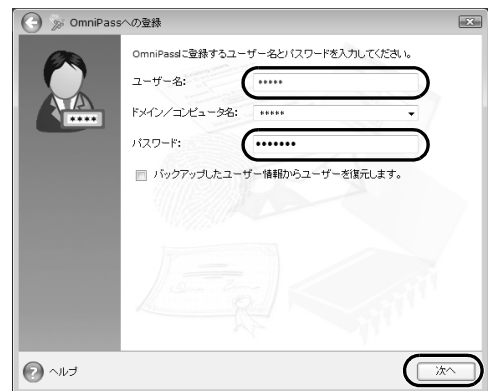 OmniPassへの登録
OmniPassに登録するユーザー名とパスワードを入力してください。
ユーザー名: *****
ドメイン/コンピュータ名: *****
パスワード: ●●●●●●●
バックアップしたユーザー情報からユーザーを復元します。
****
ヘルプ
次へ